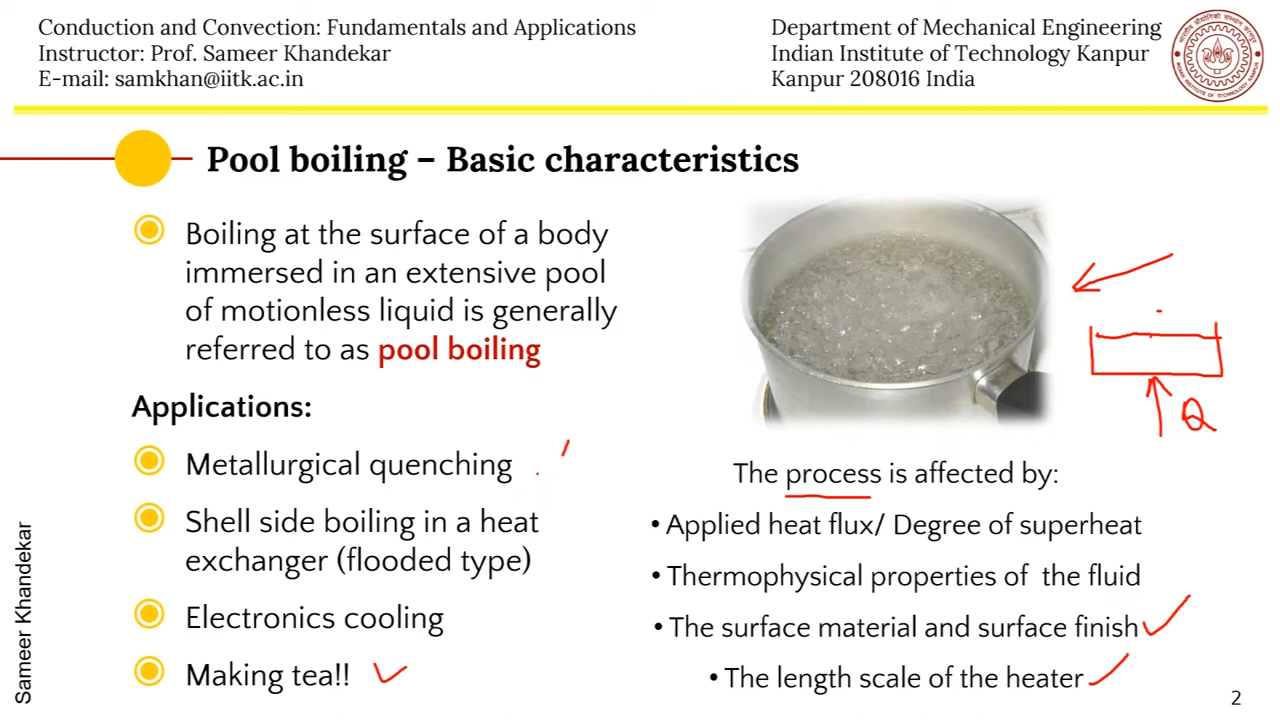 Conduction and Convection: Fundamentals and Applications
Instructor: Prof. Sameer Khandekar
E-mail: samkhan@iitk.ac.in
Department of Mechanical Engineering
Indian Institute of Technology Kanpur
Kanpur 208016 India
Pool boiling – Basic characteristics
Boiling at the surface of a body
immersed in an extensive pool
of motionless liquid is generally
referred to as pool boiling
Applications:
Metallurgical quenching
Shell side boiling in a heat
exchanger (flooded type)
Electronics cooling
Making tea!!
Q
The process is affected by:
• Applied heat flux/ Degree of superheat
• Thermophysical properties of the fluid
• The surface material and surface finish
• The length scale of the heater
Sameer Khandekar
2